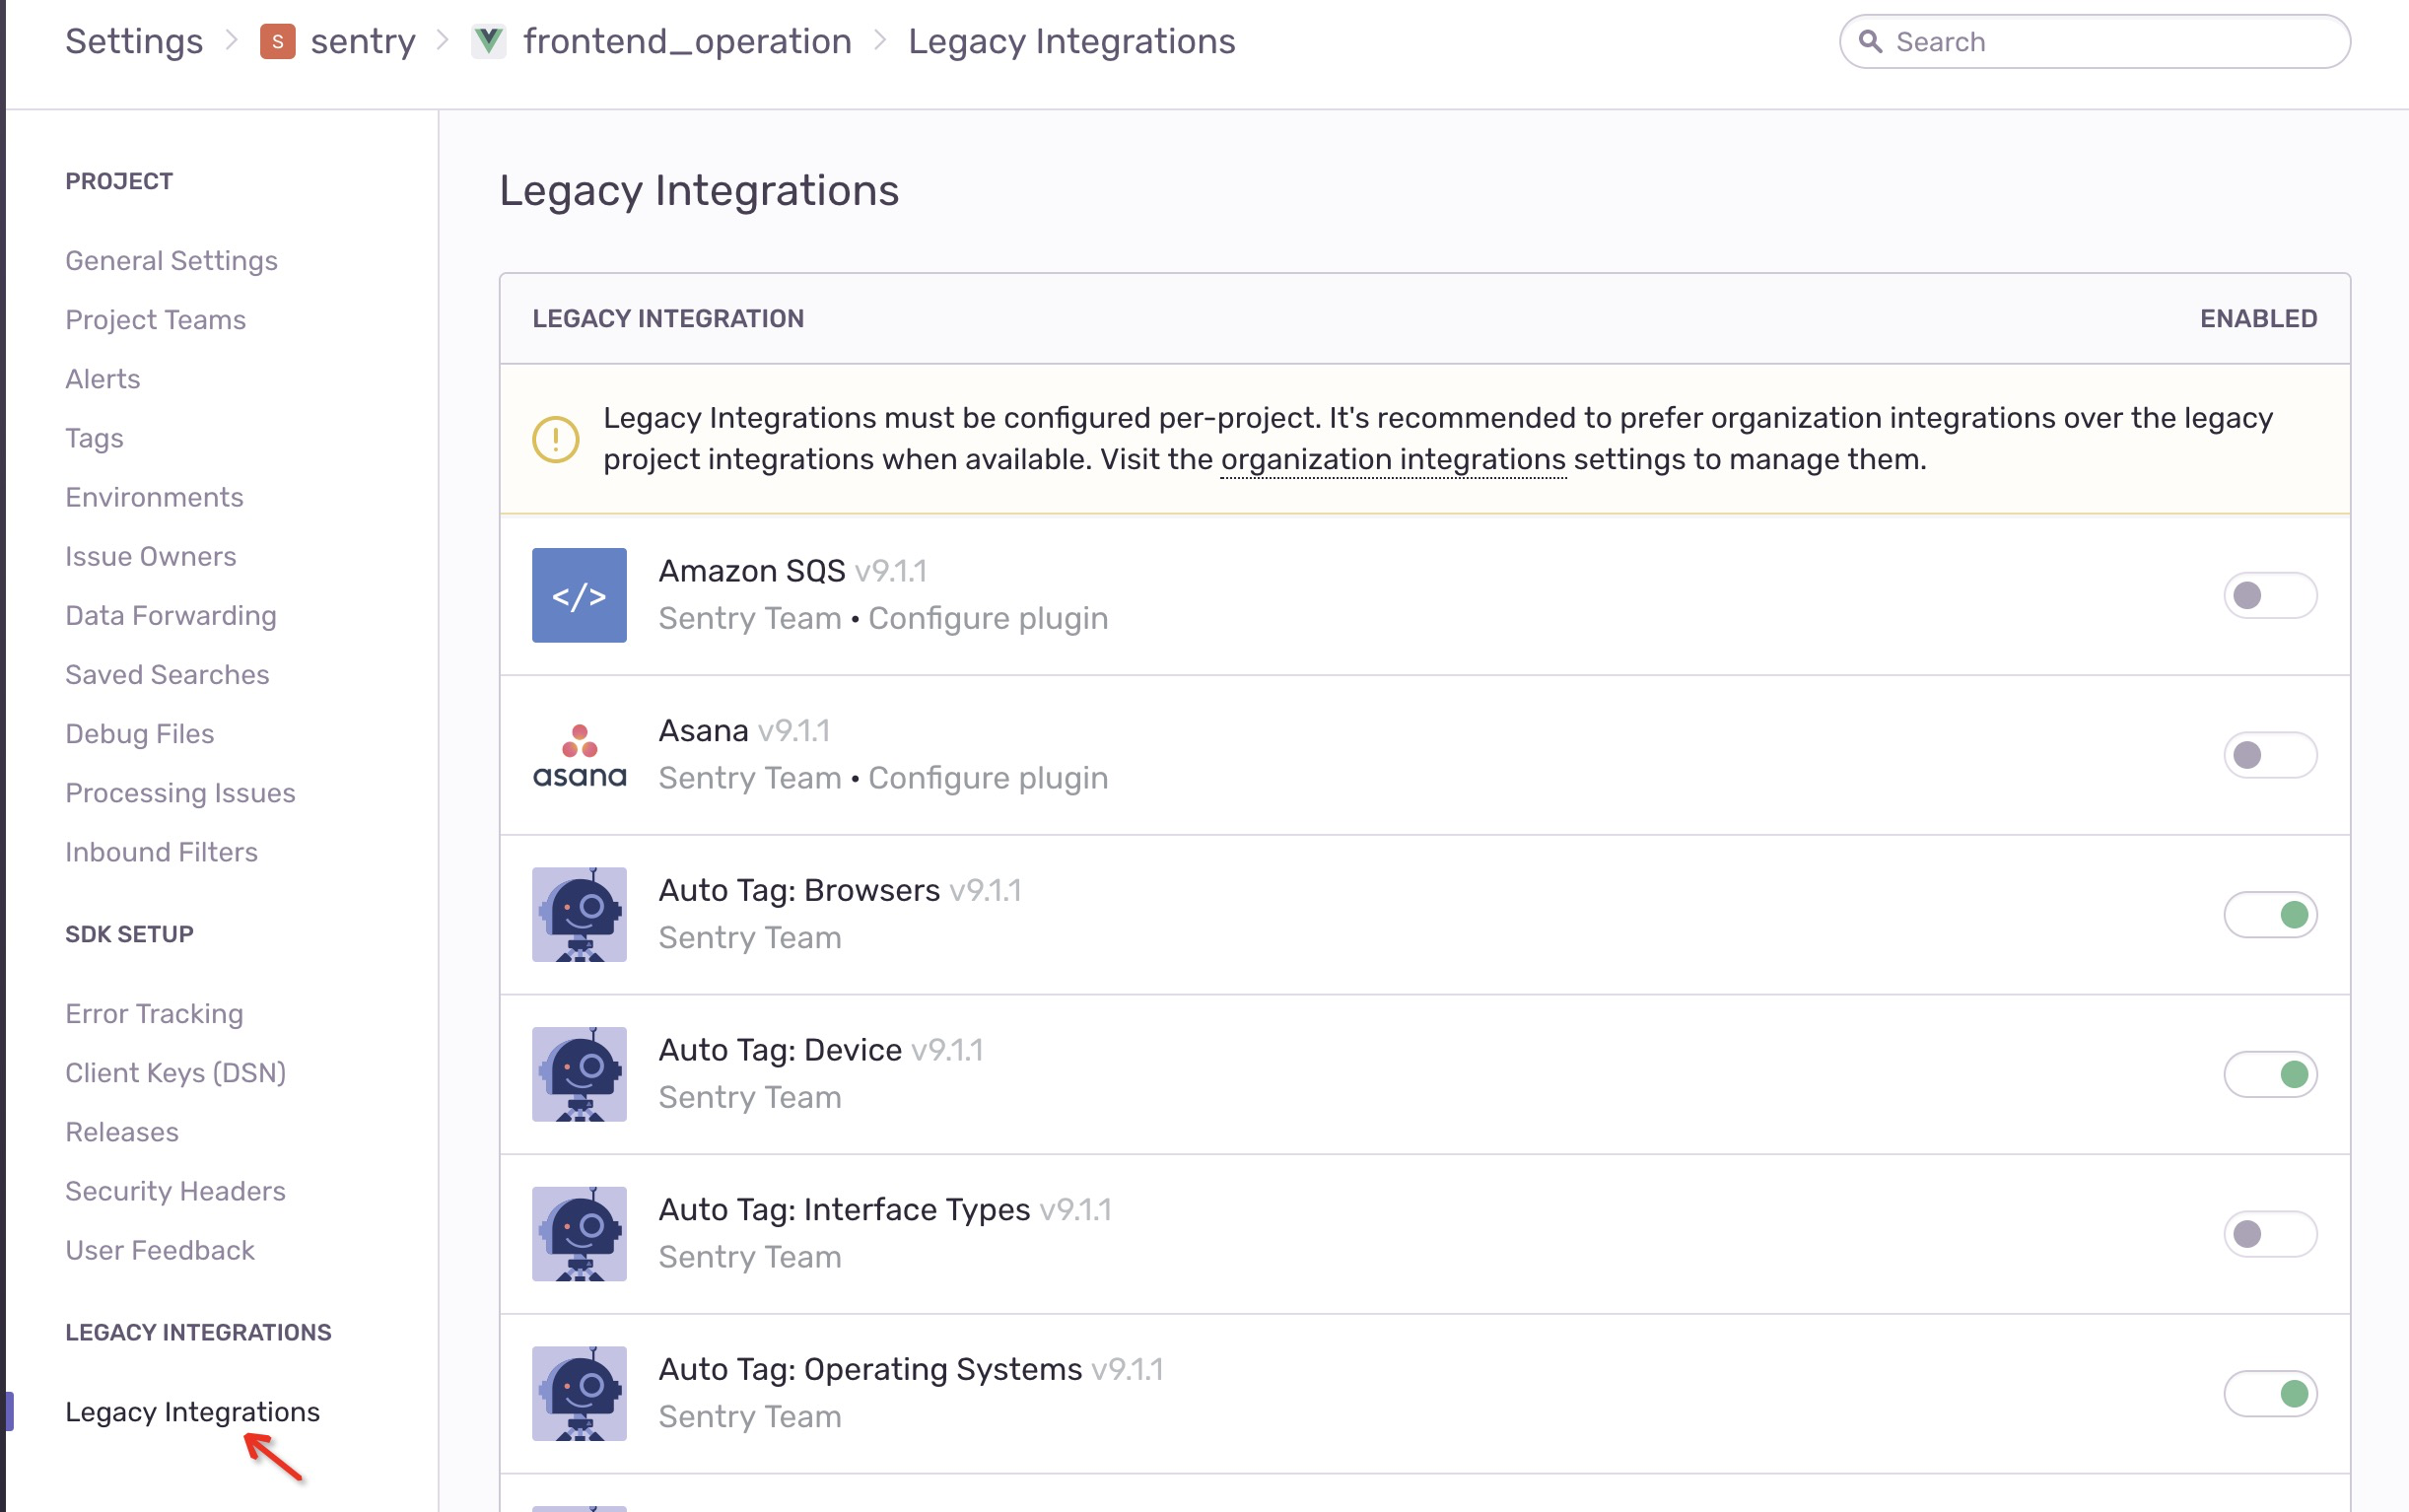 Settings > S sentry > frontend_operation > Legacy Integrations
Search
PROJECT
General Settings
Project Teams
Alerts
Tags
Environments
Issue Owners
Data Forwarding
Saved Searches
Debug Files
Processing Issues
Inbound Filters
SDK SETUP
Error Tracking
Client Keys (DSN)
Releases
Security Headers
User Feedback
LEGACY INTEGRATIONS
Legacy Integrations
Legacy Integrations
LEGACY INTEGRATION
ENABLED
Legacy Integrations must be configured per-project. It's recommended to prefer organization integrations over the legacy
project integrations when available. Visit the organization integrations settings to manage them.
</>
Amazon SQS v9.1.1
Sentry Team • Configure plugin
asana
Asana v9.1.1
Sentry Team • Configure plugin
Auto Tag: Browsers v9.1.1
Sentry Team
Auto Tag: Device v9.1.1
Sentry Team
Auto Tag: Interface Types v9.1.1
Sentry Team
Auto Tag: Operating Systems v9.1.1
Sentry Team